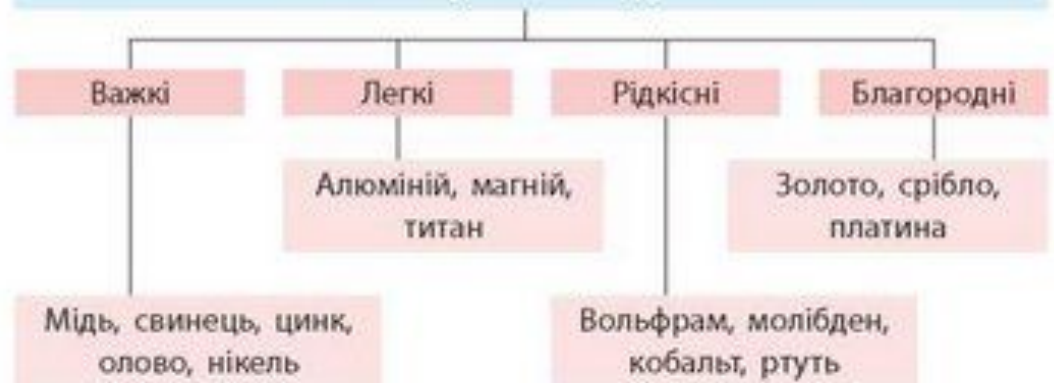 Важкі
Легкі
Рідкісні
Благородні
Алюміній, магній,
титан
Золото, срібло,
платина
Мідь, свинець, цинк,
олово, нікель
Вольфрам, молібден,
кобальт, ртуть